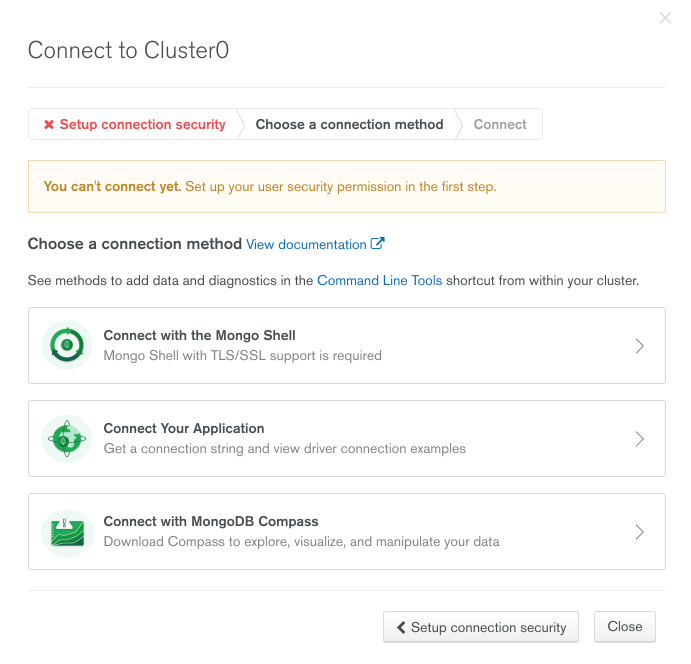 Connect to Cluster0
Setup connection security Choose a connection method Connect
You can't connect yet. Set up your user security permission in the first step.
Choose a connection method View documentation
See methods to add data and diagnostics in the Command Line Tools shortcut from within your cluster.
Connect with the Mongo Shell
Mongo Shell with TLS/SSL support is required
Connect Your Application
Get a connection string and view driver connection examples
Connect with MongoDB Compass
Download Compass to explore, visualize, and manipulate your data
Setup connection security Close